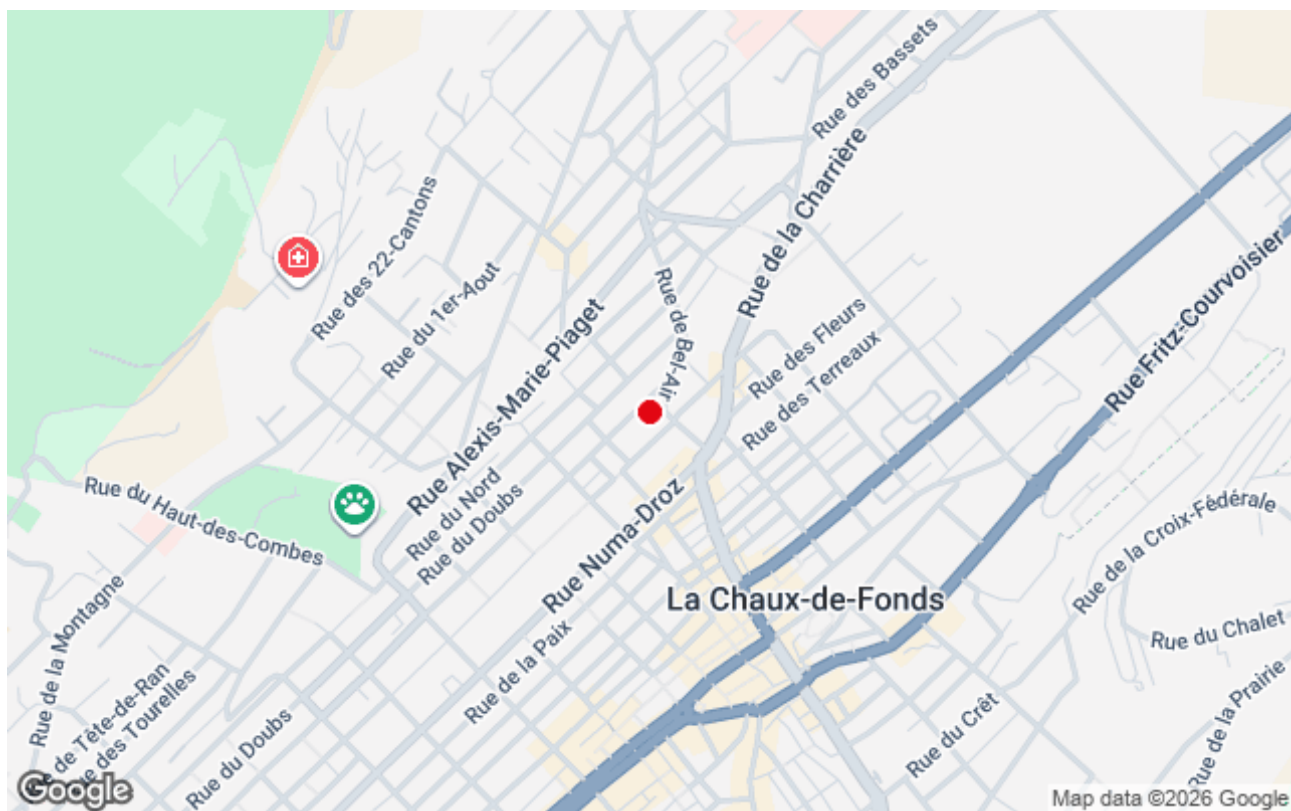 Rue des Bassets
Rue de la Charrière
Rue des 22-Cantons
Rue du 1er-Aout
Rue de Bel-Air
Rue Fritz-Courvoisier
Rue Alexis-Marie-Piaget
Rue des Fleurs
Rue des Terreaux
Rue du Haut-des-Combes
Rue du Nord
Rue du Doubs
Rue Numa-Droz
Rue de la Croix-Fédérale
La Chaux-de-Fonds
Rue de la Montagne
Rue de la Paix
Rue du Chalet
de Tête-de-Ran
Rue des Tourelles
Rue du Doubs
Rue du Crêt
Rue de la Prairie
Google
Map data ©2026 Google